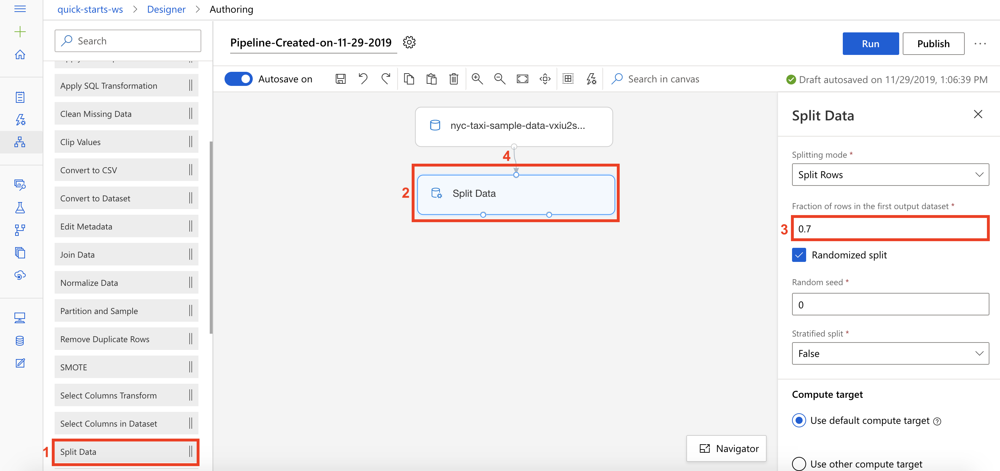 quick-starts-ws > Designer > Authoring
Search
Apply SQL Transformation
Clean Missing Data
Clip Values
Convert to CSV
Convert to Dataset
Edit Metadata
Join Data
Normalize Data
Partition and Sample
Remove Duplicate Rows
SMOTE
Select Columns Transform
Select Columns in Dataset
1 Split Data
Pipeline-Created-on-11-29-2019
Run
Publish
Autosave on
Search in canvas
Draft autosaved on 11/29/2019, 1:06:39 PM
nyc-taxi-sample-data-vxiu2s...
4
2 Split Data
Navigator
Split Data
Splitting mode *
Split Rows
Fraction of rows in the first output dataset *
3 0.7
Randomized split
Random seed *
0
Stratified split *
False
Compute target
Use default compute target ?
Use other compute target